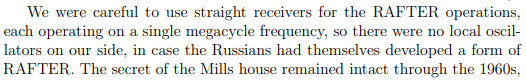 We were careful to use straight receivers for the RAFTER operations,
each operating on a single megacycle frequency, so there were no local oscil-
lators on our side, in case the Russians had themselves developed a form of
RAFTER. The secret of the Mills house remained intact through the 1960s,